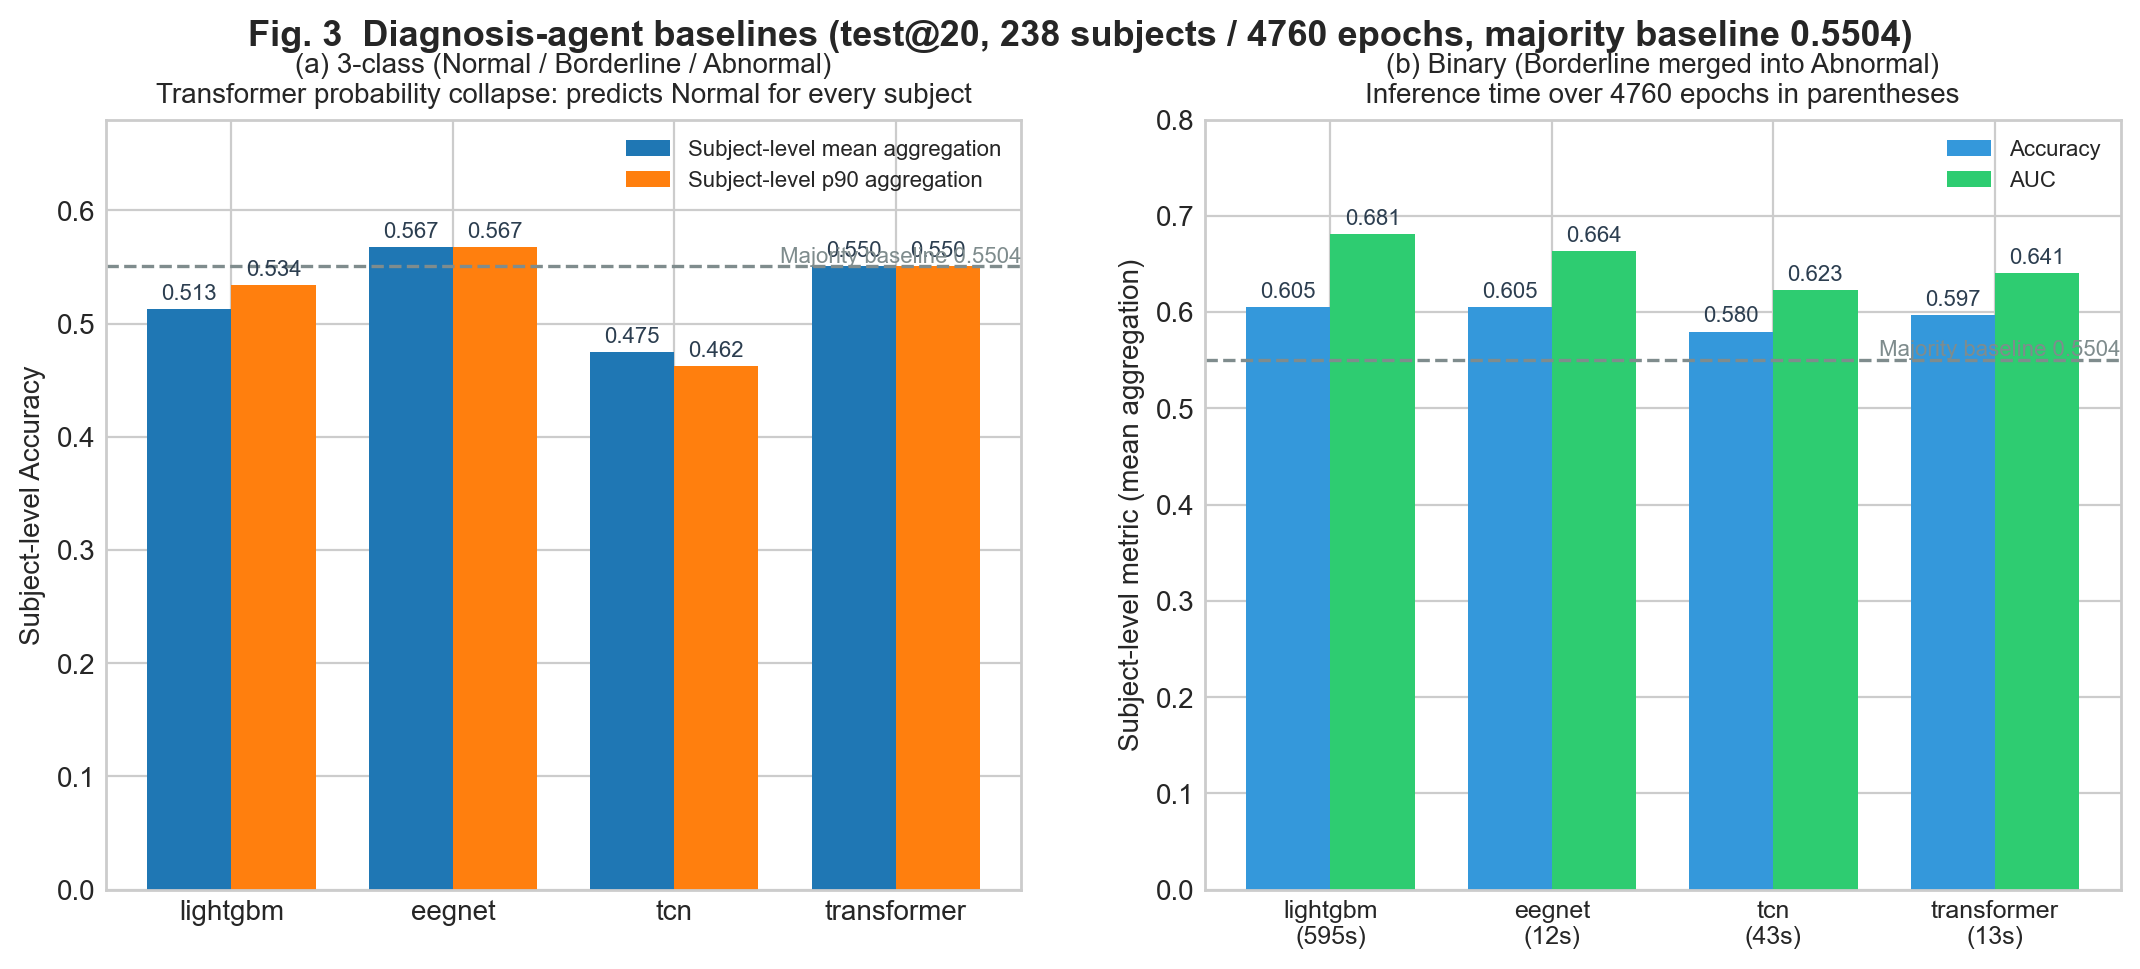 Fig. 3  Diagnosis-agent baselines (test@20, 238 subjects / 4760 epochs, majority baseline 0.5504)
(a) 3-class (Normal / Borderline / Abnormal)
Transformer probability collapse: predicts Normal for every subject
Subject-level mean aggregation
Subject-level p90 aggregation
Subject-level Accuracy
0.6
0.5
0.4
0.3
0.2
0.1
0.0
0.513
0.534
0.567
0.567
0.475
0.462
0.550
0.550
Majority baseline 0.5504
lightgbm
eegnet
tcn
transformer
(b) Binary (Borderline merged into Abnormal)
Inference time over 4760 epochs in parentheses
Accuracy
AUC
Subject-level metric (mean aggregation)
0.8
0.7
0.6
0.5
0.4
0.3
0.2
0.1
0.0
0.605
0.681
0.605
0.664
0.580
0.623
0.597
0.641
Majority baseline 0.5504
lightgbm
(595s)
eegnet
(12s)
tcn
(43s)
transformer
(13s)